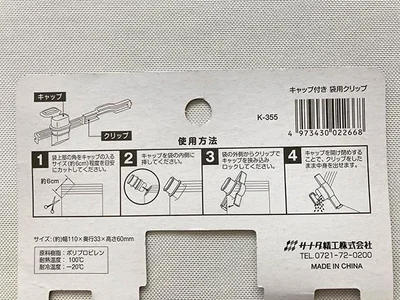 キャップ
クリップ
K-355
キャップ付き 袋用クリップ
4 973430 022668
使用方法
1 袋上部の角をキャップの入る
サイズ(約6cm)程度を目安
にカットしてください。
約6cm
2 キャップを袋の内側に
挿してください。
3 袋の外側からクリップで
キャップを挟み込み
ロックしてください。
4 キャップを開け閉めする
ことで、クリップをした
まま中身を出せます。
サイズ:(約)幅110×奥行33×高さ60mm
原料樹脂: ポリプロピレン
耐熱温度: 100℃
耐冷温度: −20℃
サナダ精工株式会社
TEL.0721-72-0200
MADE IN CHINA